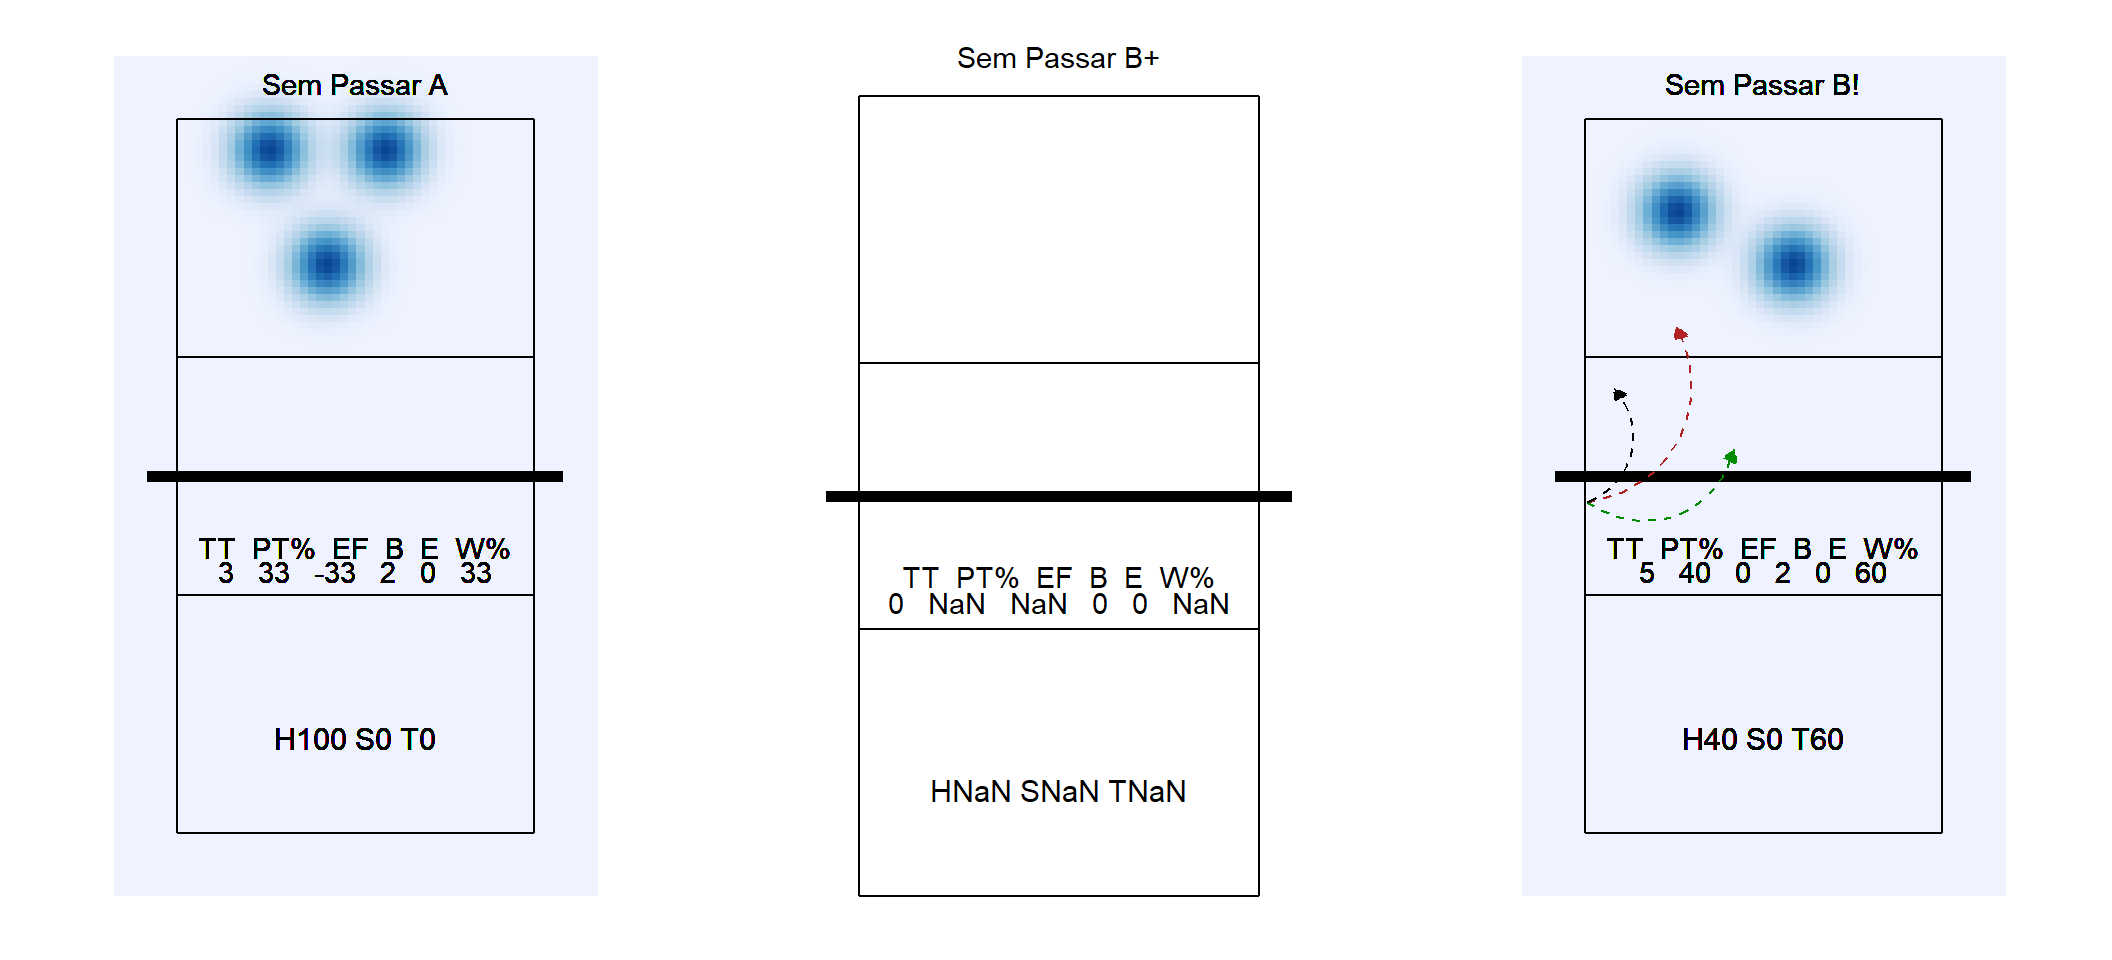 Sem Passar A
TT PT% EF B E W%
3 33 -33 2 0 33
H100 S0 T0
Sem Passar B+
TT PT% EF B E W%
0 NaN NaN 0 0 NaN
HNaN SNaN TNaN
Sem Passar B!
TT PT% EF B E W%
5 40 0 2 0 60
H40 S0 T60